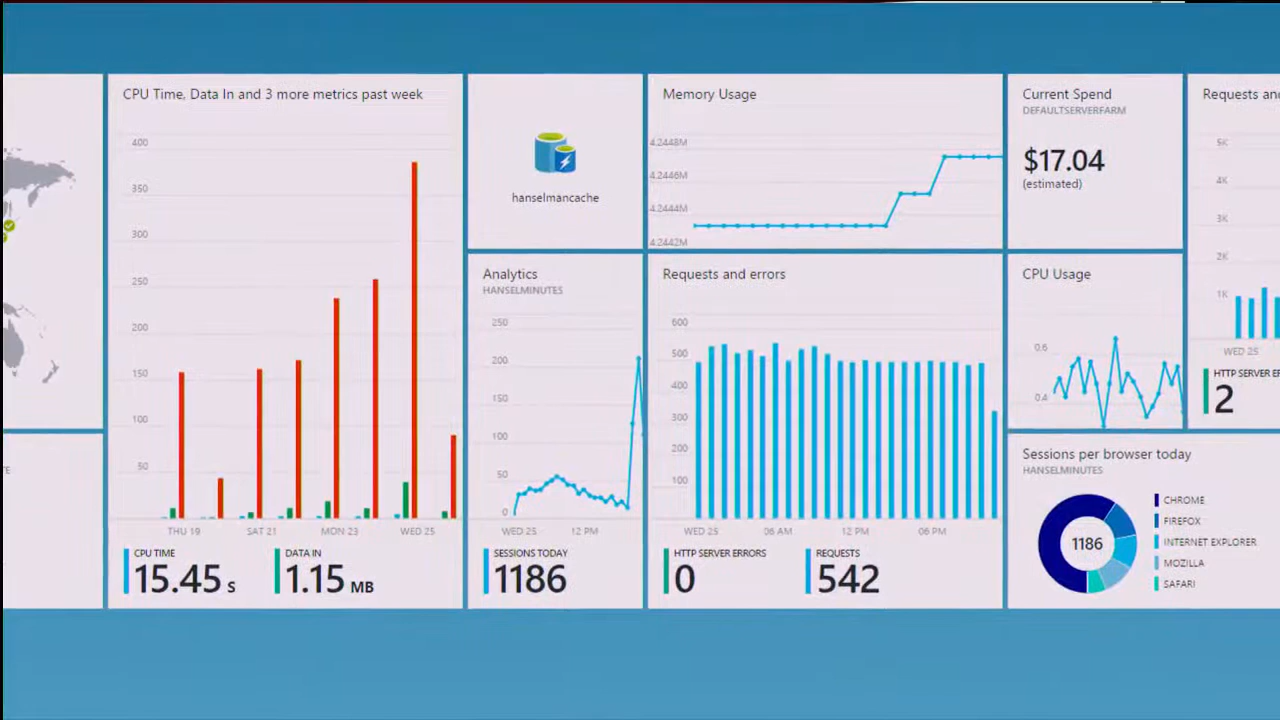 CPU Time, Data In and 3 more metrics past week
400
350
300
250
200
150
100
50
THU 19
SAT 21
MON 23
WED 25
CPU TIME
15.45 S
DATA IN
1.15 MB
hanselmancache
Analytics
HANSELMINUTES
250
200
150
100
50
0
WED 25
12 PM
SESSIONS TODAY
1186
Memory Usage
4.2448M
4.2446M
4.2444M
4.2442M
Requests and errors
600
500
400
300
200
100
WED 25
06 AM
12 PM
06 PM
HTTP SERVER ERRORS
0
REQUESTS
542
Current Spend
DEFAULTSERVERFARM
$17.04
(estimated)
CPU Usage
0.6
0.4
Sessions per browser today
HANSELMINUTES
1186
CHROME
FIREFOX
INTERNET EXPLORER
MOZILLA
SAFARI
Requests an
5K
4K
3K
2K
1K
WED 25
HTTP SERVER E
2